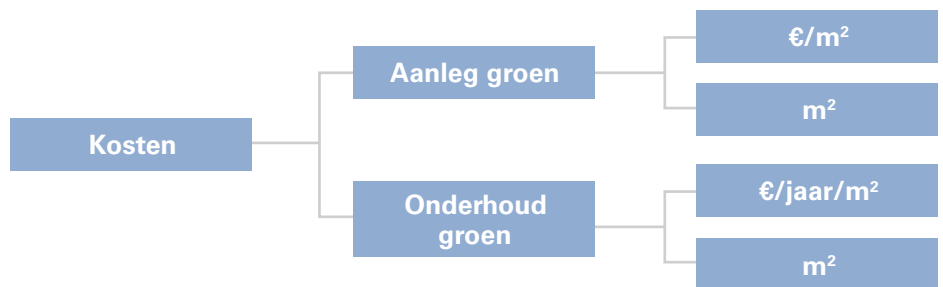 Kosten
Aanleg groen
€/m²
m²
Onderhoud
groen
€/jaar/m²
m²